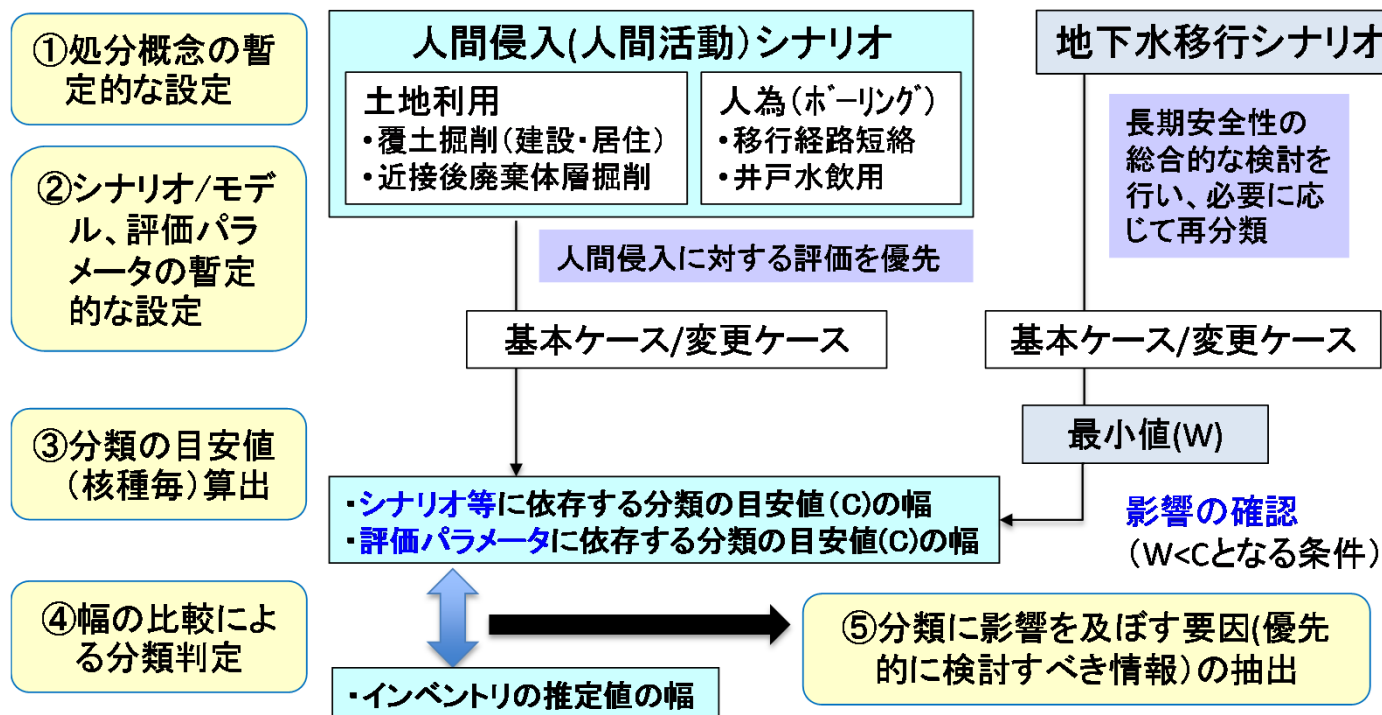 ①処分概念の暫
定的な設定
②シナリオ/モデ
ル、評価パラ
メータの暫定
的な設定
③分類の目安値
(核種毎)算出
④幅の比較によ
る分類判定
人間侵入(人間活動)シナリオ
土地利用
・覆土掘削(建設・居住)
・近接後廃棄体層掘削
人為(ボーリング)
・移行経路短絡
・井戸水飲用
人間侵入に対する評価を優先
基本ケース/変更ケース
地下水移行シナリオ
長期安全性の
総合的な検討を
行い、必要に応
じて再分類
基本ケース/変更ケース
最小値(W)
・シナリオ等に依存する分類の目安値(C)の幅
・評価パラメータに依存する分類の目安値(C)の幅
影響の確認
(W<Cとなる条件)
・インベントリの推定値の幅
⑤分類に影響を及ぼす要因(優先
的に検討すべき情報)の抽出